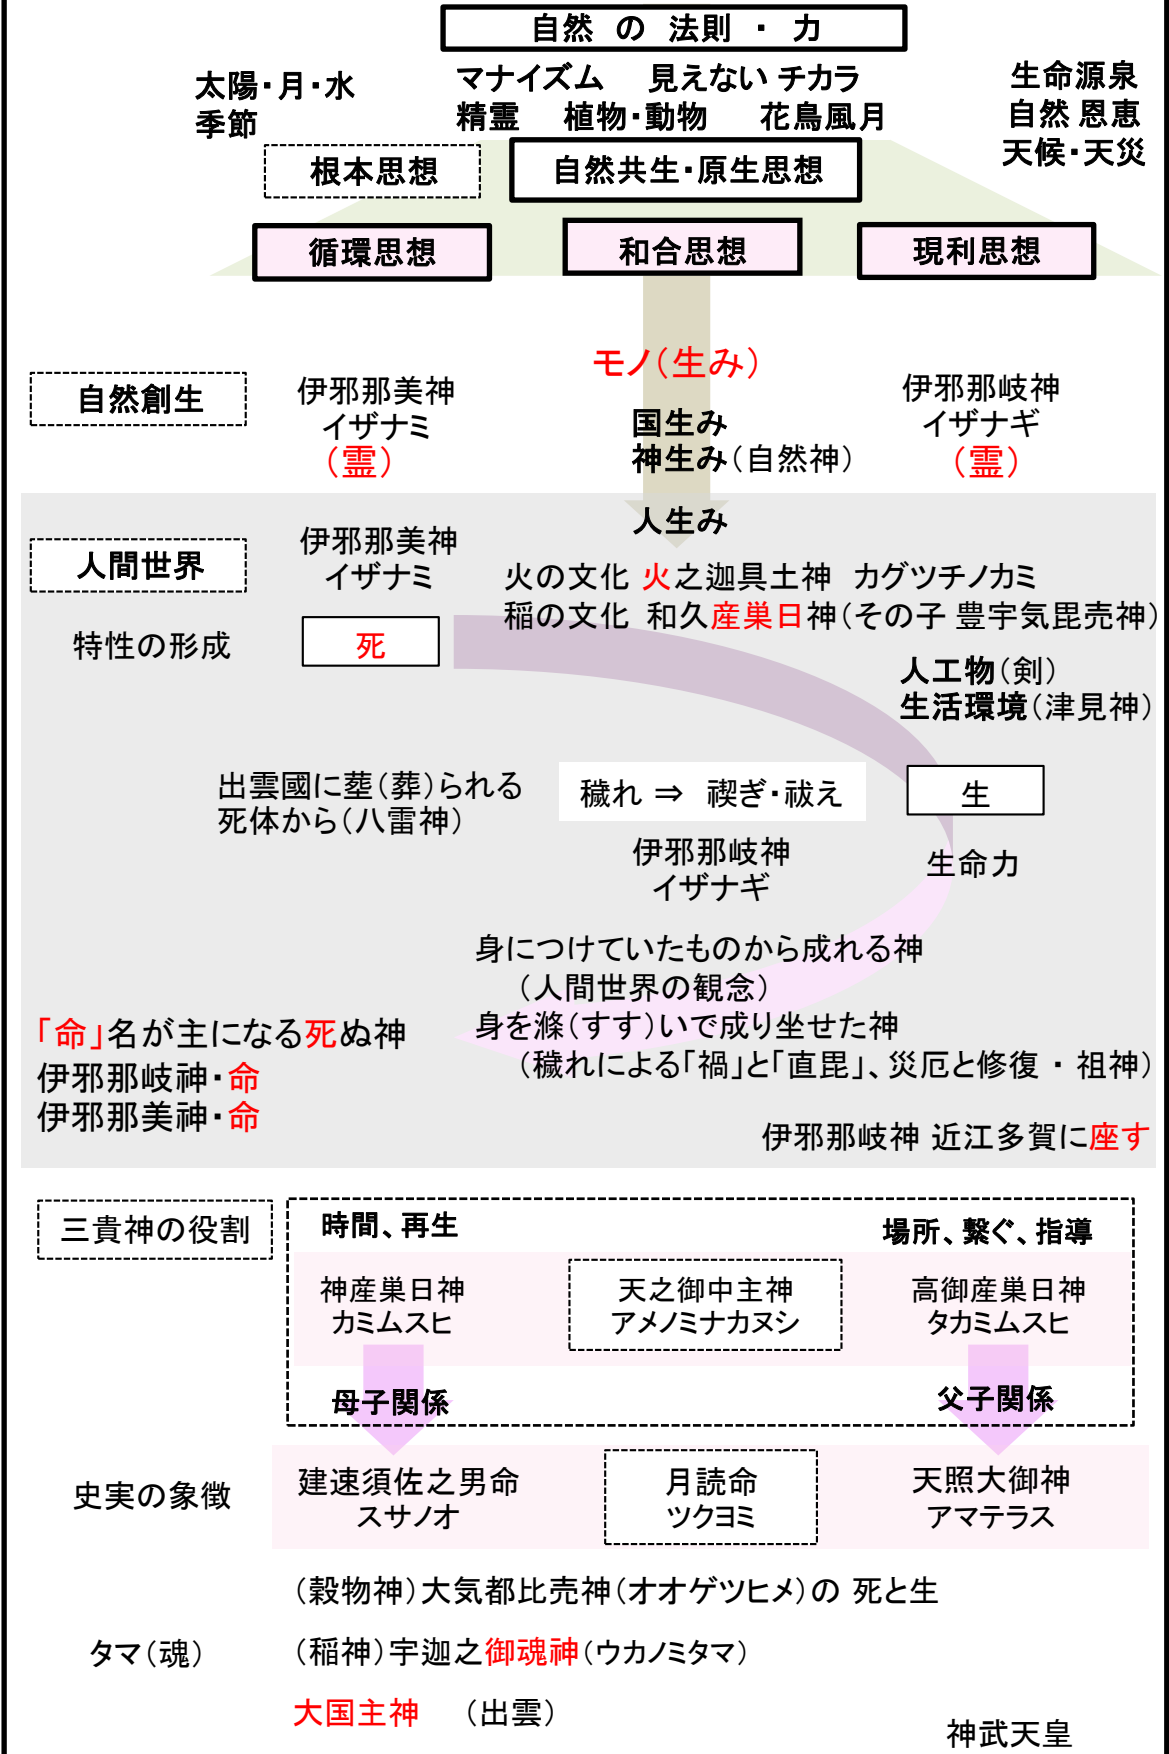 自然 の 法則 ・ 力
太陽・月・水
季節
マナイズム 見えない チカラ
精霊 植物・動物 花鳥風月
生命源泉
自然 恩恵
天候・天災
根本思想
自然共生・原生思想
循環思想
和合思想
現利思想
モノ（生み）
自然創生
伊邪那美神
イザナミ
（霊）
国生み
神生み（自然神）
伊邪那岐神
イザナギ
（霊）
人生み
人間世界
伊邪那美神
イザナミ
火の文化 火之迦具土神 カグツチノカミ
稲の文化 和久産巣日神（その子 豊宇気毘売神）
特性の形成
死
人工物（剣）
生活環境（津見神）
出雲國に葬（葬）られる
死体から（八雷神）
穢れ ⇒ 禊ぎ・祓え
生
伊邪那岐神
イザナギ
生命力
身につけていたものから成れる神
（人間世界の観念）
身を滌（すす）いで成り坐せた神
（穢れによる「禍」と「直毘」、災厄と修復 ・ 祖神）
「命」名が主になる死ぬ神
伊邪那岐神・命
伊邪那美神・命
伊邪那岐神 近江多賀に座す
三貴神の役割
時間、再生
場所、繋ぐ、指導
神産巣日神
カミムスヒ
天之御中主神
アメノミナカヌシ
高御産巣日神
タカミムスヒ
母子関係
父子関係
史実の象徴
建速須佐之男命
スサノオ
月読命
ツクヨミ
天照大御神
アマテラス
（穀物神）大気都比売神（オオゲツヒメ）の 死と生
タマ（魂）
（稲神）宇迦之御魂神（ウカノミタマ）
大国主神 （出雲）
神武天皇